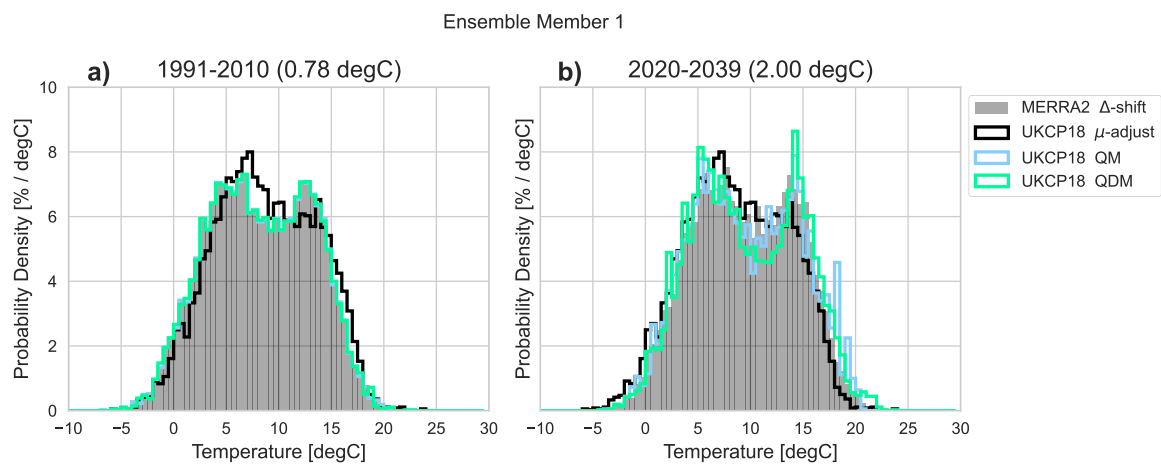 Ensemble Member 1
a) 1991-2010 (0.78 degC)
b) 2020-2039 (2.00 degC)
Probability Density [% / degC]
10
8
6
4
2
0
−10 −5 0 5 10 15 20 25 30
Temperature [degC]
Probability Density [% / degC]
−10 −5 0 5 10 15 20 25 30
Temperature [degC]
MERRA2 Δ-shift
UKCP18 μ-adjust
UKCP18 QM
UKCP18 QDM